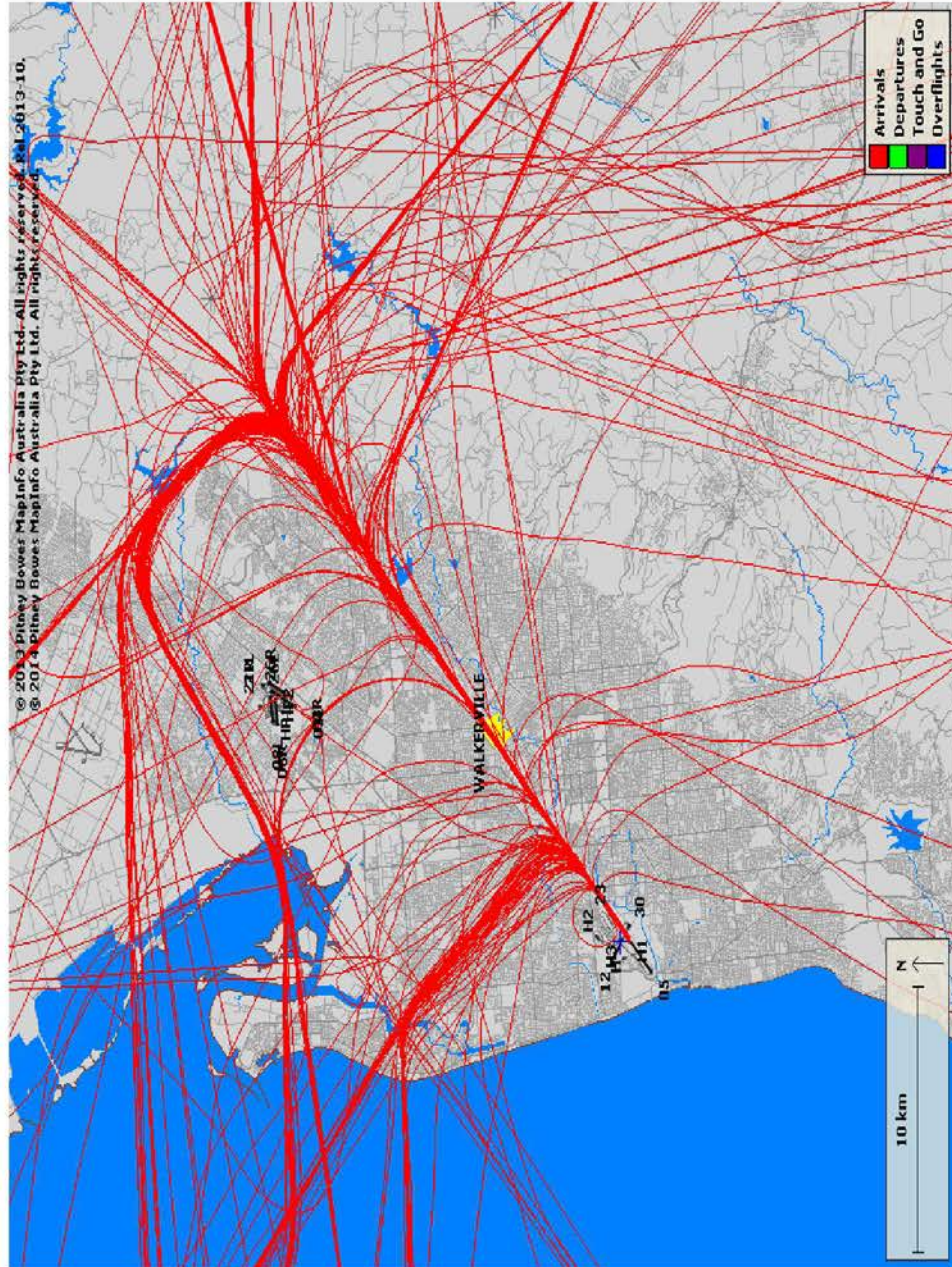 © 2013 Pitney Bowes MapInfo Australia Pty Ltd. All rights reserved. Rel 2013-10.
© 2014 Pitney Bowes MapInfo Australia Pty Ltd. All rights reserved.
WALKERVILLE
23
H2
30
12
H3
H1
05
10 km
N
Arrivals
Departures
Touch and Go
Overflights